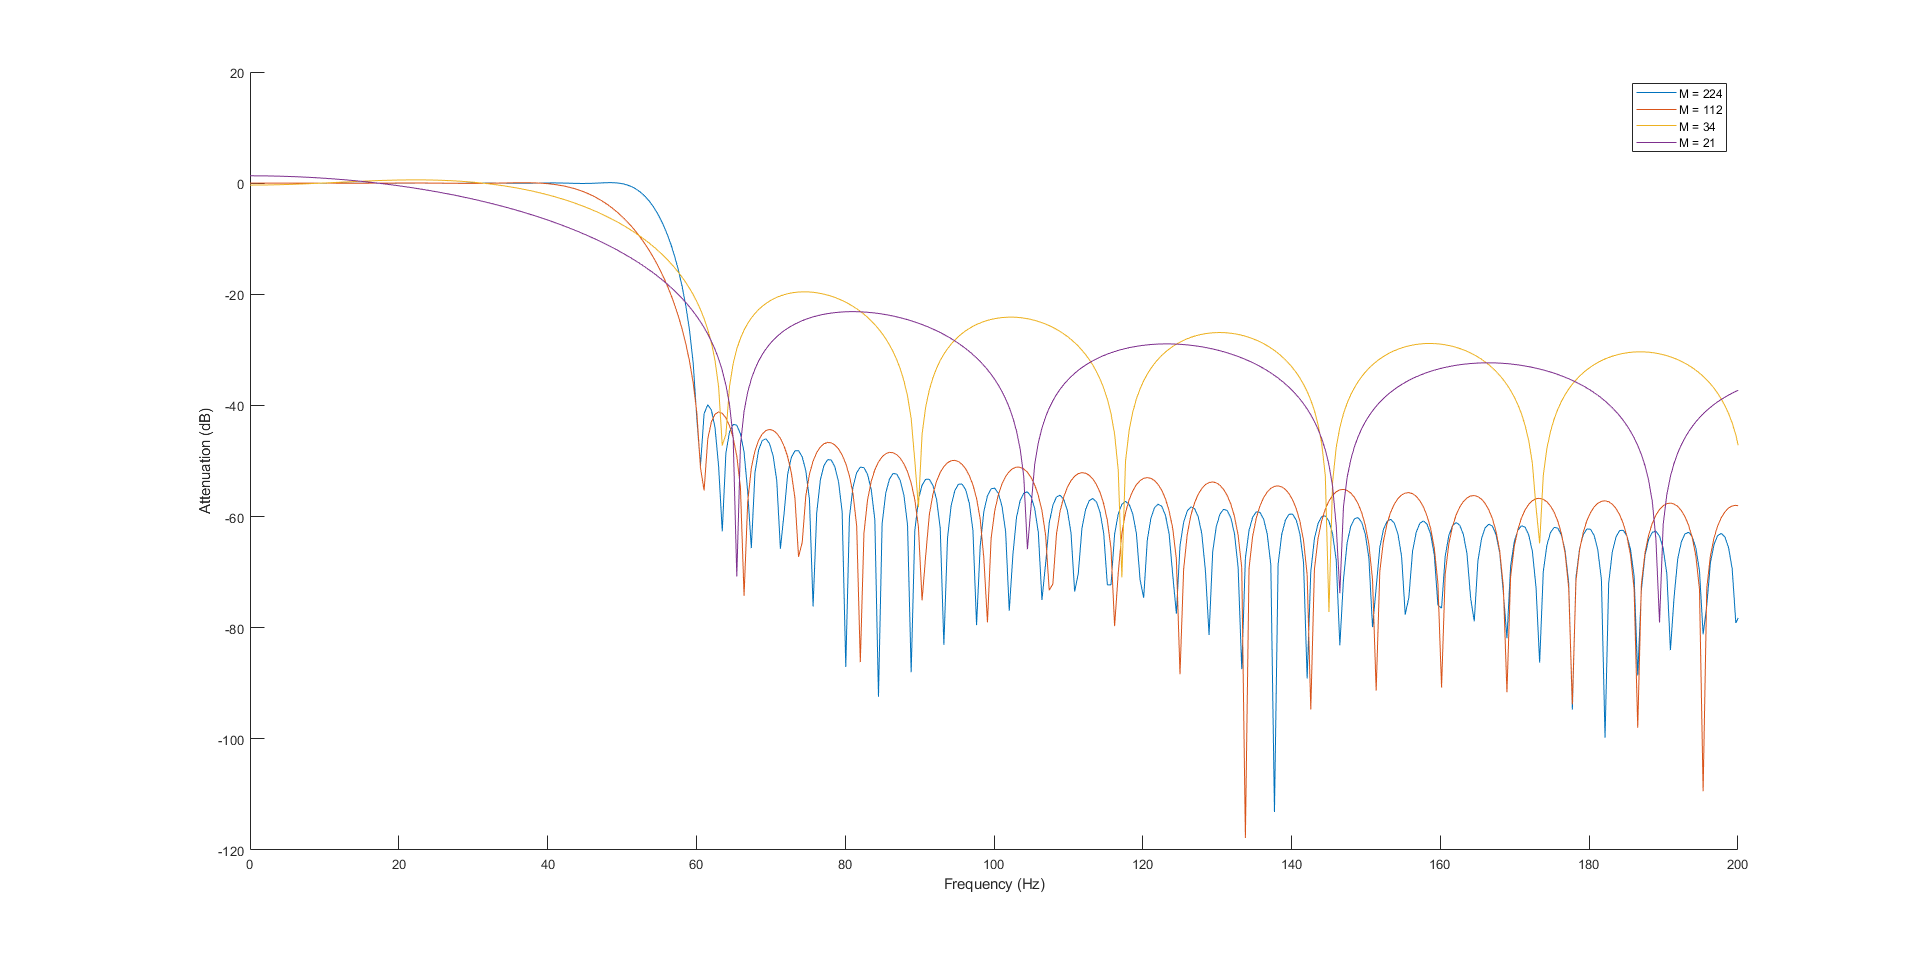 20
0
-20
-40
-60
-80
-100
-120
Attenuation (dB)
0 20 40 60 80 100 120 140 160 180 200
Frequency (Hz)
M = 224
M = 112
M = 34
M = 21